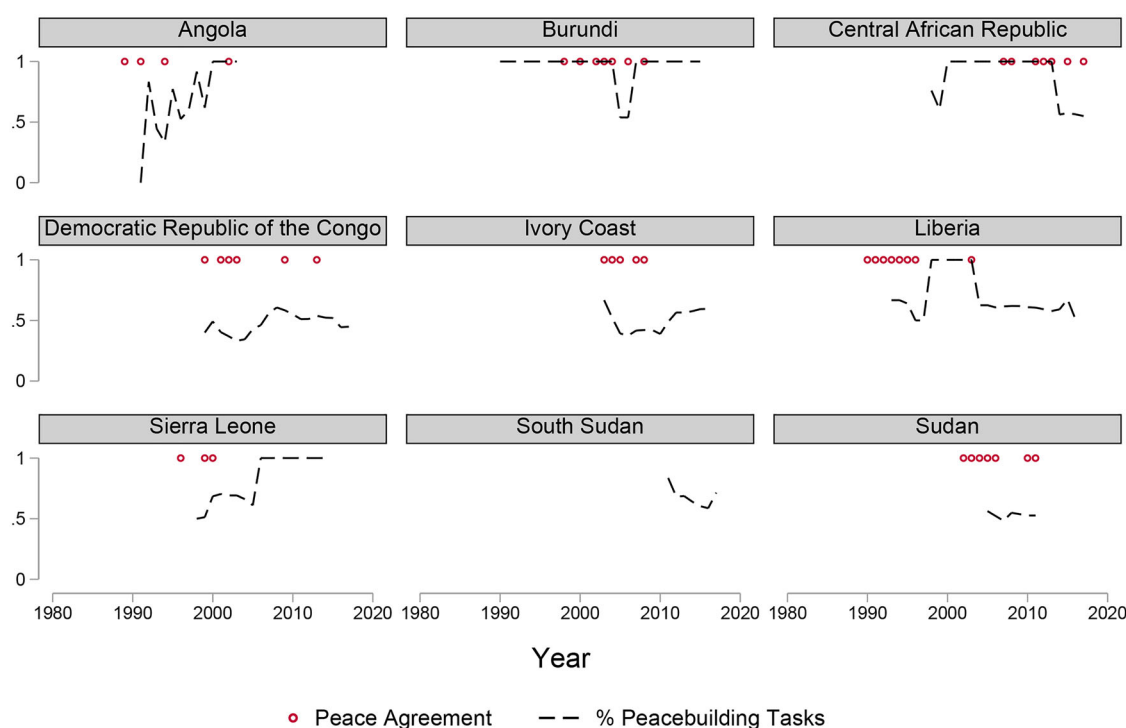 Angola Burundi Central African Republic
1
.5
0
Democratic Republic of the Congo Ivory Coast Liberia
1
.5
0
Sierra Leone South Sudan Sudan
1
.5
0
1980 1990 2000 2010 2020 1980 1990 2000 2010 2020 1980 1990 2000 2010 2020
Year
Peace Agreement % Peacebuilding Tasks